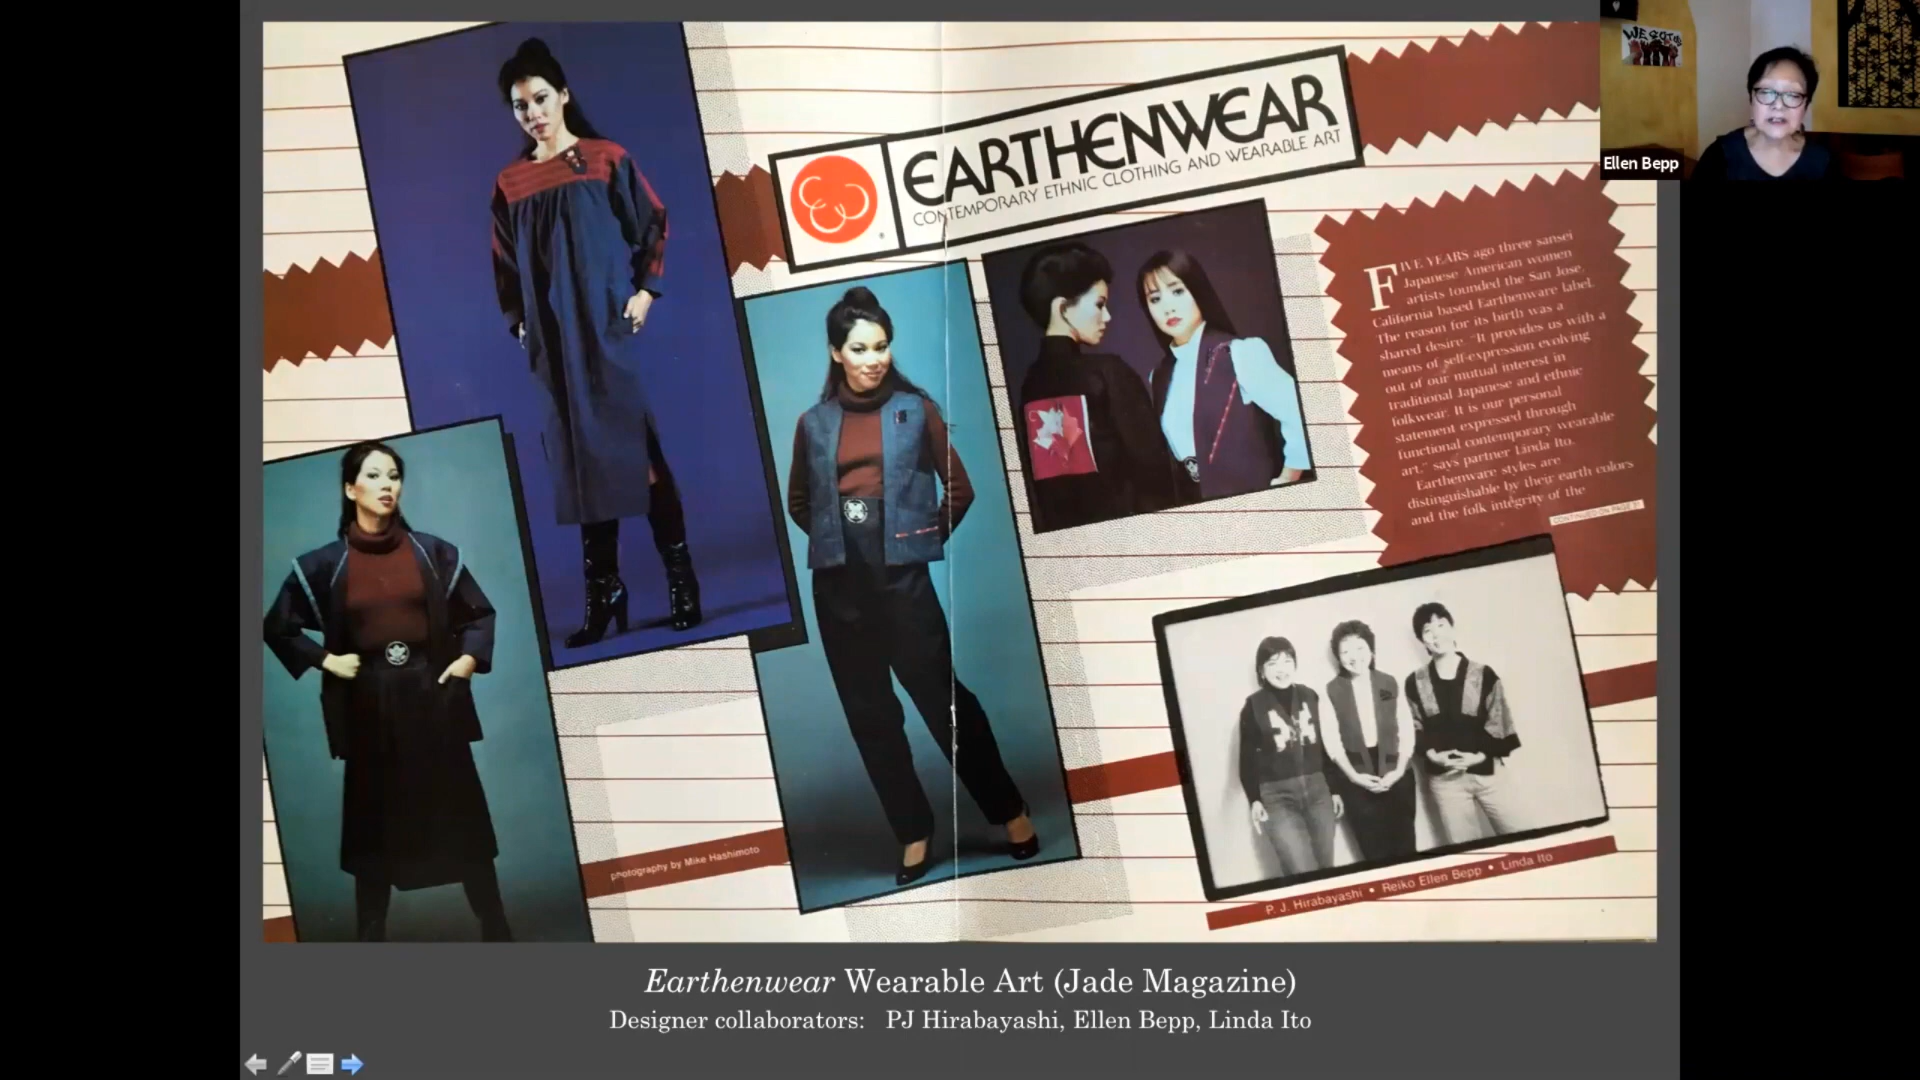 EARTHENWEAR
CONTEMPORARY ETHNIC CLOTHING AND WEARABLE ART
®
FIVE YEARS ago three sansei
Japanese American women
artists founded the San Jose,
California based Earthenware label.
The reason for its birth was a
shared desire. "It provides us with a
means of self-expression evolving
out of our mutual interest in
traditional Japanese and ethnic
folkwear. It is our personal
statement expressed through
functional contemporary wearable
art." says partner Linda Ito.
Earthenware styles are
distinguishable by their earth colors
and the folk integrity of the
CONTINUED ON PAGE
photography by Mike Hashimoto
P. J. Hirabayashi • Reiko Ellen Bepp • Linda Ito
Earthenwear Wearable Art (Jade Magazine)
Designer collaborators: PJ Hirabayashi, Ellen Bepp, Linda Ito
WE
Ellen Bepp